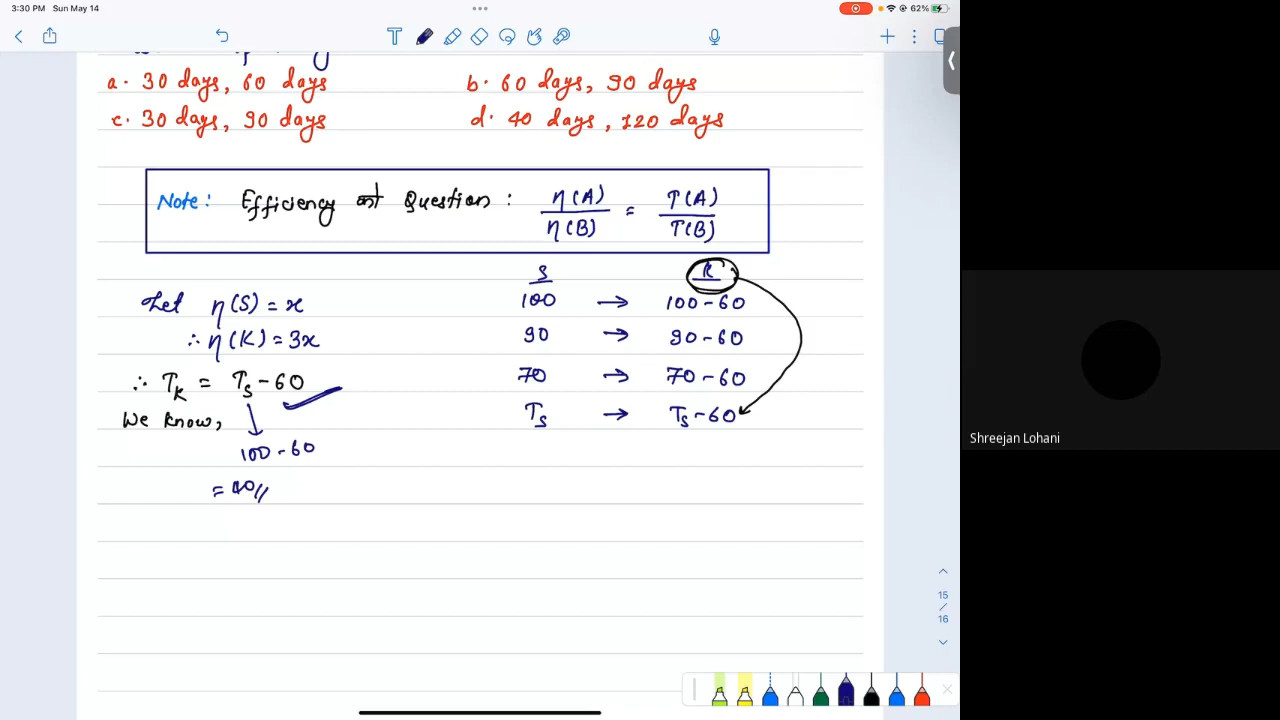 3:30 PM Sun May 14
62%
a. 30 days, 60 days
b. 60 days, 90 days
c. 30 days, 90 days
d. 40 days, 120 days
Note: Efficiency Question: η(A)/η(B) = T(A)/T(B)
S K
Let η(S) = x
100 → 100-60
∴ η(K) = 3x
90 → 90-60
∴ T_K = T_S - 60
70 → 70-60
We know,
T_S → T_S - 60
100 - 60
= 40//
Shreejan Lohani
15
/
16